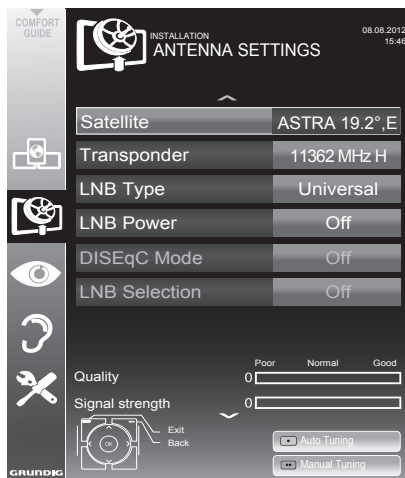 COMFORT
GUIDE
INSTALLATION
ANTENNA SETTINGS
08.08.2012
15:46
Satellite ASTRA 19.2°,E
Transponder 11362 MHz H
LNB Type Universal
LNB Power Off
DISEqC Mode Off
LNB Selection Off
Poor Normal Good
Quality 0
Signal strength 0
Exit
Back
OK
Auto Tuning
Manual Tuning
GRUNDIG